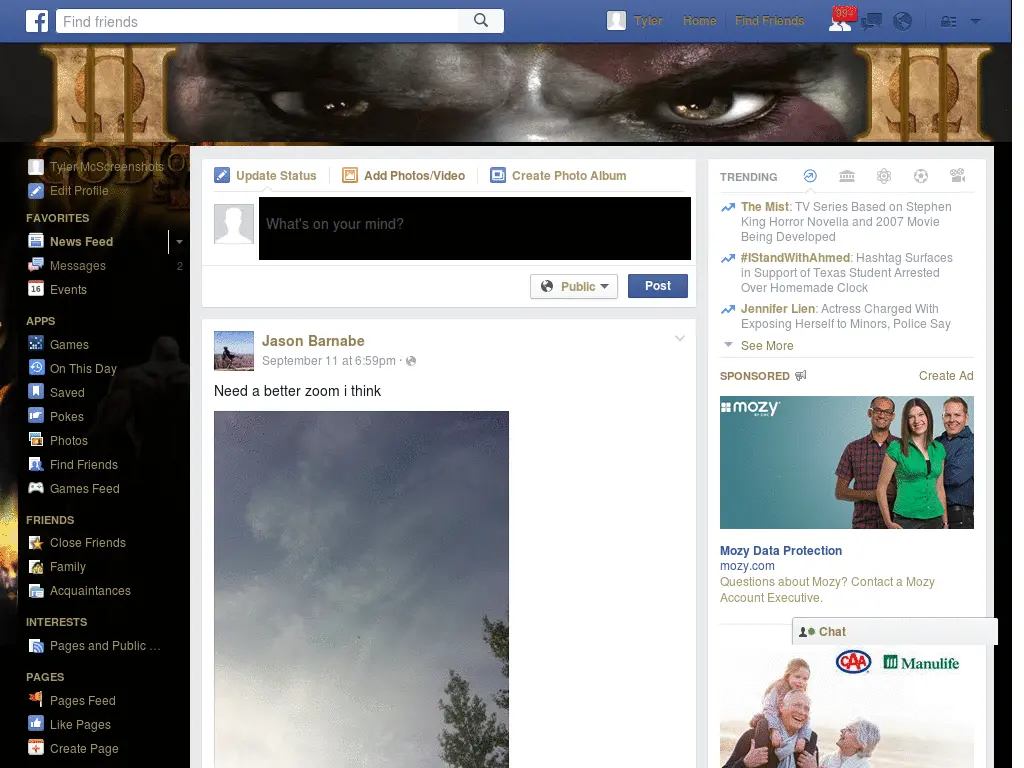 Find friends
Tyler
Home
Find Friends
994
Tyler McScreenshots
Edit Profile
FAVORITES
News Feed
Messages 2
16 Events
APPS
Games
On This Day
Saved
Pokes
Photos
Find Friends
Games Feed
FRIENDS
Close Friends
Family
Acquaintances
INTERESTS
Pages and Public ...
PAGES
Pages Feed
Like Pages
Create Page
Update Status
Add Photos/Video
Create Photo Album
What's on your mind?
Public
Post
Jason Barnabe
September 11 at 6:59pm ·
Need a better zoom i think
TRENDING
The Mist: TV Series Based on Stephen
King Horror Novella and 2007 Movie
Being Developed
#IStandWithAhmed: Hashtag Surfaces
in Support of Texas Student Arrested
Over Homemade Clock
Jennifer Lien: Actress Charged With
Exposing Herself to Minors, Police Say
See More
SPONSORED
Create Ad
mozy
Mozy Data Protection
mozy.com
Questions about Mozy? Contact a Mozy
Account Executive.
Chat
CAA
Manulife